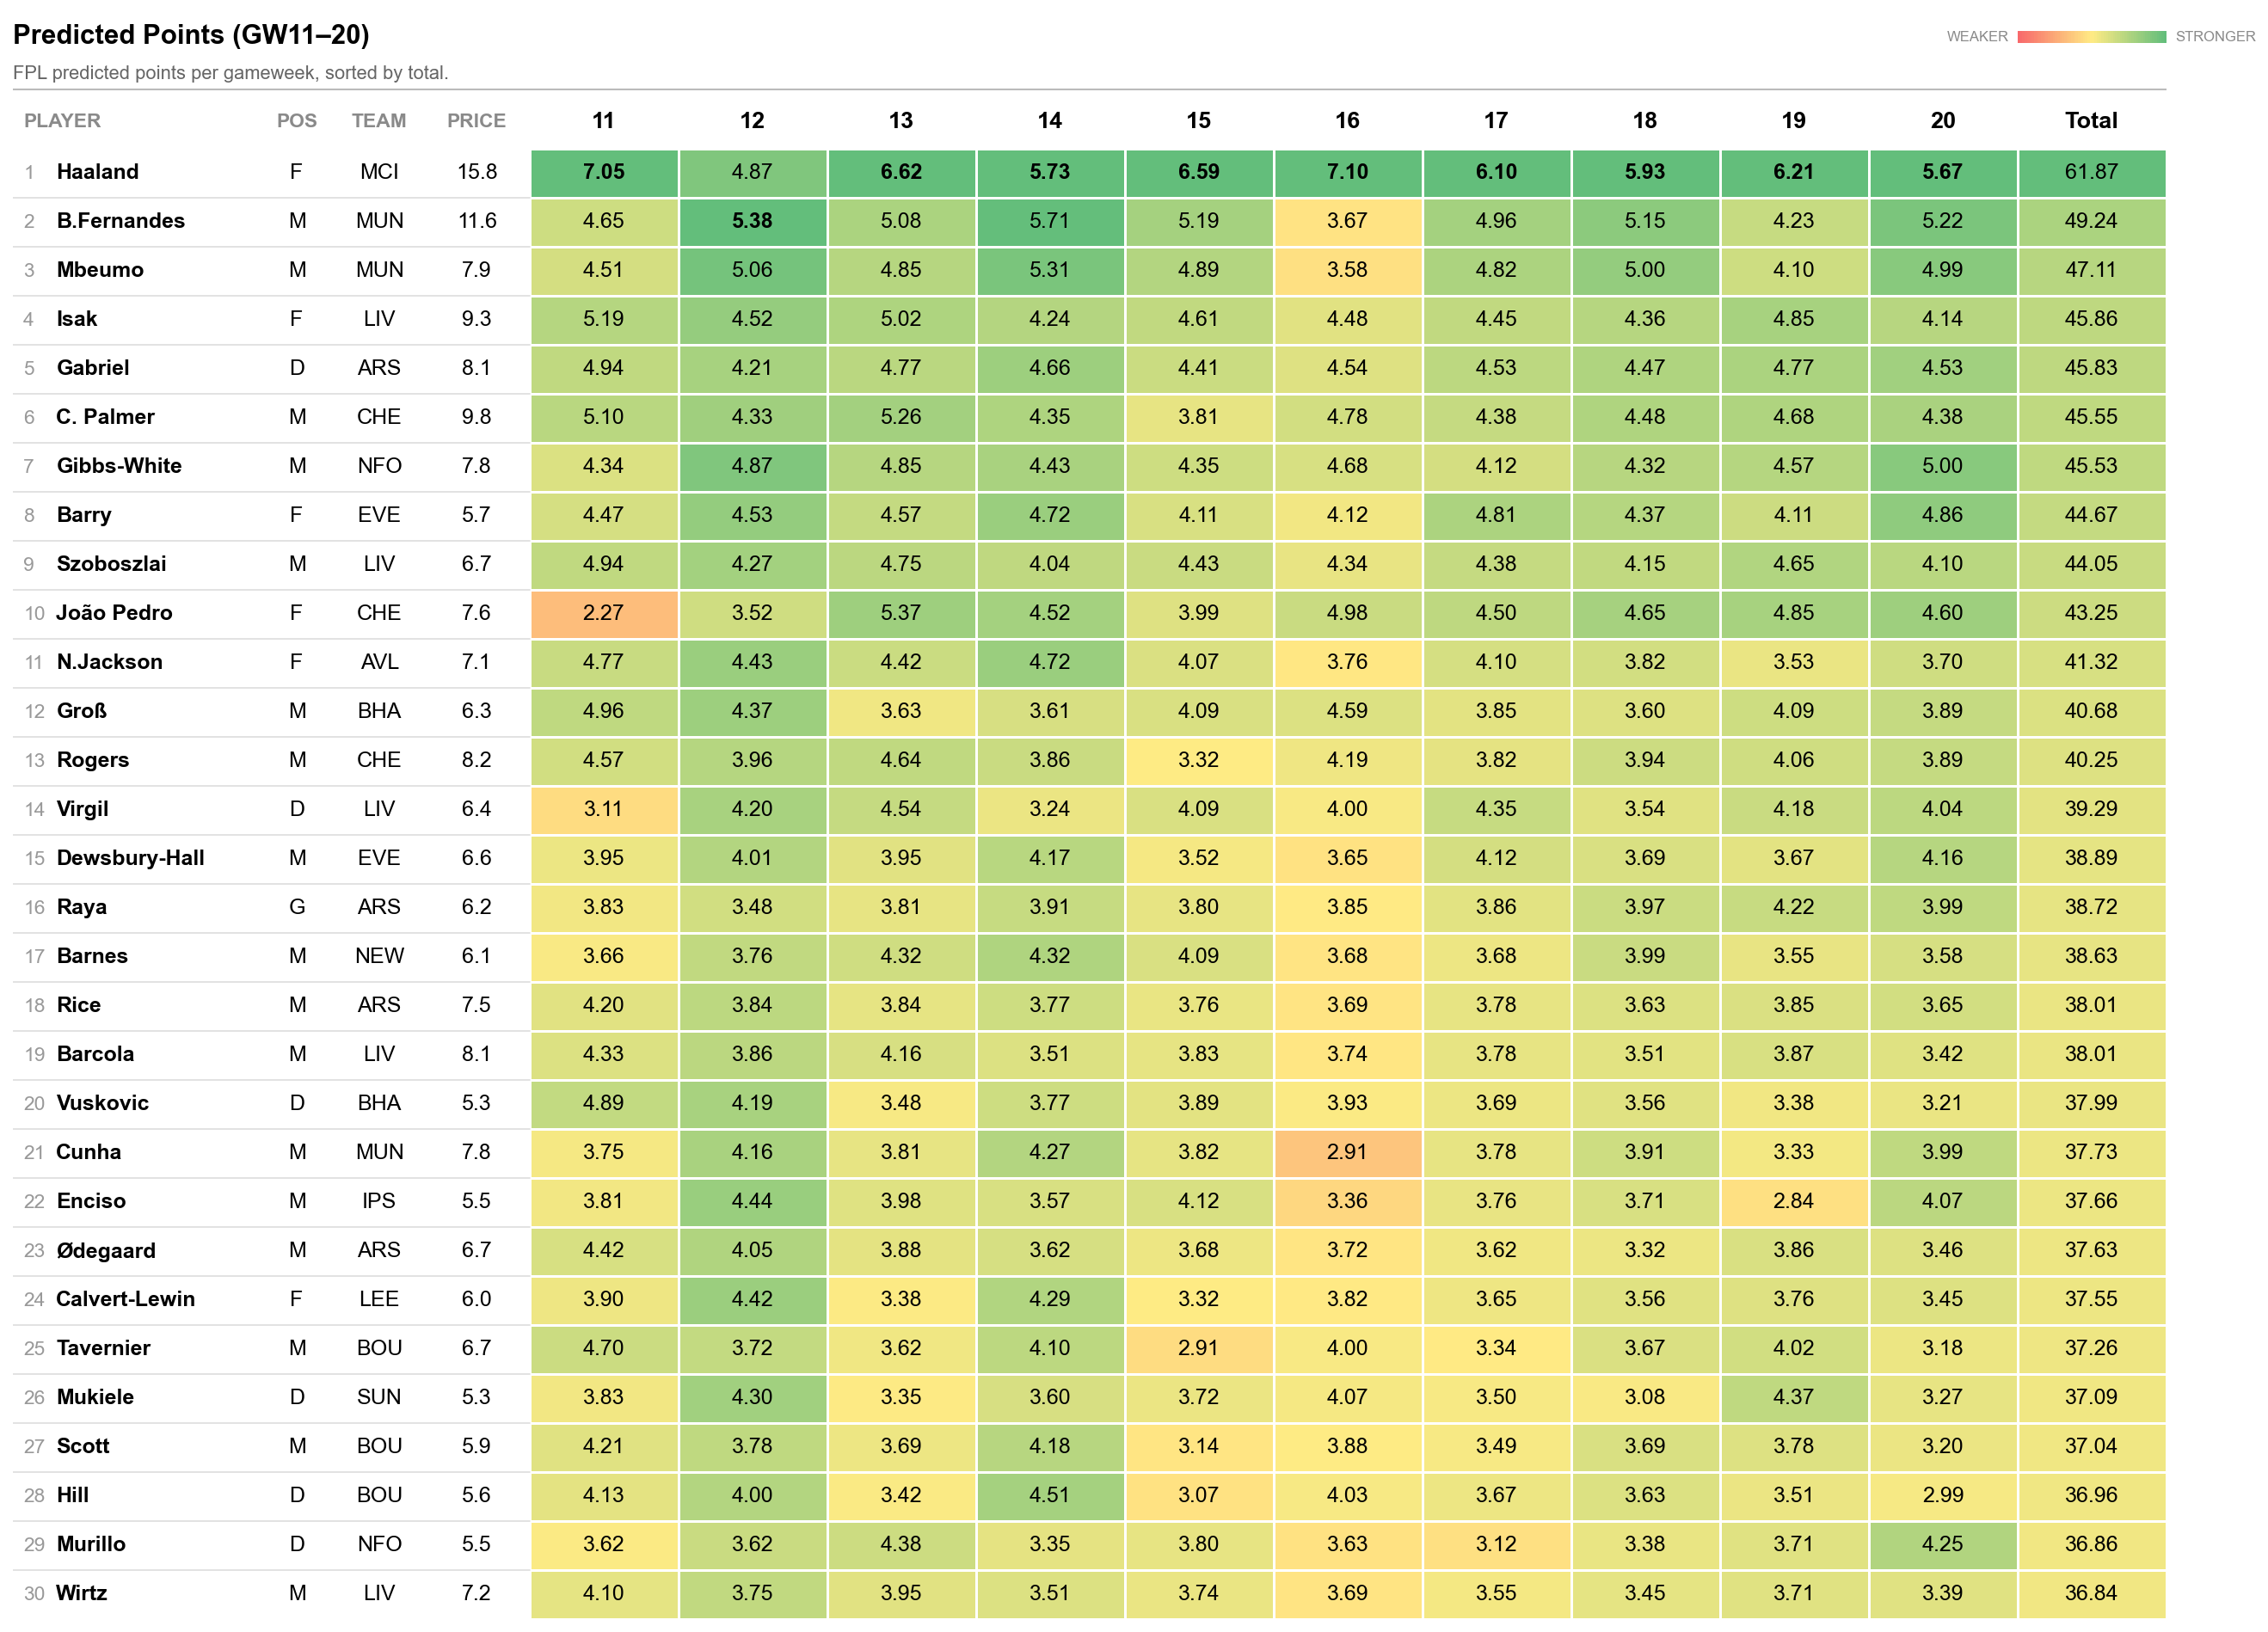 Predicted Points (GW11–20)
WEAKER STRONGER
FPL predicted points per gameweek, sorted by total.
PLAYER POS TEAM PRICE 11 12 13 14 15 16 17 18 19 20 Total
1 Haaland F MCI 15.8 7.05 4.87 6.62 5.73 6.59 7.10 6.10 5.93 6.21 5.67 61.87
2 B.Fernandes M MUN 11.6 4.65 5.38 5.08 5.71 5.19 3.67 4.96 5.15 4.23 5.22 49.24
3 Mbeumo M MUN 7.9 4.51 5.06 4.85 5.31 4.89 3.58 4.82 5.00 4.10 4.99 47.11
4 Isak F LIV 9.3 5.19 4.52 5.02 4.24 4.61 4.48 4.45 4.36 4.85 4.14 45.86
5 Gabriel D ARS 8.1 4.94 4.21 4.77 4.66 4.41 4.54 4.53 4.47 4.77 4.53 45.83
6 C. Palmer M CHE 9.8 5.10 4.33 5.26 4.35 3.81 4.78 4.38 4.48 4.68 4.38 45.55
7 Gibbs-White M NFO 7.8 4.34 4.87 4.85 4.43 4.35 4.68 4.12 4.32 4.57 5.00 45.53
8 Barry F EVE 5.7 4.47 4.53 4.57 4.72 4.11 4.12 4.81 4.37 4.11 4.86 44.67
9 Szoboszlai M LIV 6.7 4.94 4.27 4.75 4.04 4.43 4.34 4.38 4.15 4.65 4.10 44.05
10 João Pedro F CHE 7.6 2.27 3.52 5.37 4.52 3.99 4.98 4.50 4.65 4.85 4.60 43.25
11 N.Jackson F AVL 7.1 4.77 4.43 4.42 4.72 4.07 3.76 4.10 3.82 3.53 3.70 41.32
12 Groß M BHA 6.3 4.96 4.37 3.63 3.61 4.09 4.59 3.85 3.60 4.09 3.89 40.68
13 Rogers M CHE 8.2 4.57 3.96 4.64 3.86 3.32 4.19 3.82 3.94 4.06 3.89 40.25
14 Virgil D LIV 6.4 3.11 4.20 4.54 3.24 4.09 4.00 4.35 3.54 4.18 4.04 39.29
15 Dewsbury-Hall M EVE 6.6 3.95 4.01 3.95 4.17 3.52 3.65 4.12 3.69 3.67 4.16 38.89
16 Raya G ARS 6.2 3.83 3.48 3.81 3.91 3.80 3.85 3.86 3.97 4.22 3.99 38.72
17 Barnes M NEW 6.1 3.66 3.76 4.32 4.32 4.09 3.68 3.68 3.99 3.55 3.58 38.63
18 Rice M ARS 7.5 4.20 3.84 3.84 3.77 3.76 3.69 3.78 3.63 3.85 3.65 38.01
19 Barcola M LIV 8.1 4.33 3.86 4.16 3.51 3.83 3.74 3.78 3.51 3.87 3.42 38.01
20 Vuskovic D BHA 5.3 4.89 4.19 3.48 3.77 3.89 3.93 3.69 3.56 3.38 3.21 37.99
21 Cunha M MUN 7.8 3.75 4.16 3.81 4.27 3.82 2.91 3.78 3.91 3.33 3.99 37.73
22 Enciso M IPS 5.5 3.81 4.44 3.98 3.57 4.12 3.36 3.76 3.71 2.84 4.07 37.66
23 Ødegaard M ARS 6.7 4.42 4.05 3.88 3.62 3.68 3.72 3.62 3.32 3.86 3.46 37.63
24 Calvert-Lewin F LEE 6.0 3.90 4.42 3.38 4.29 3.32 3.82 3.65 3.56 3.76 3.45 37.55
25 Tavernier M BOU 6.7 4.70 3.72 3.62 4.10 2.91 4.00 3.34 3.67 4.02 3.18 37.26
26 Mukiele D SUN 5.3 3.83 4.30 3.35 3.60 3.72 4.07 3.50 3.08 4.37 3.27 37.09
27 Scott M BOU 5.9 4.21 3.78 3.69 4.18 3.14 3.88 3.49 3.69 3.78 3.20 37.04
28 Hill D BOU 5.6 4.13 4.00 3.42 4.51 3.07 4.03 3.67 3.63 3.51 2.99 36.96
29 Murillo D NFO 5.5 3.62 3.62 4.38 3.35 3.80 3.63 3.12 3.38 3.71 4.25 36.86
30 Wirtz M LIV 7.2 4.10 3.75 3.95 3.51 3.74 3.69 3.55 3.45 3.71 3.39 36.84